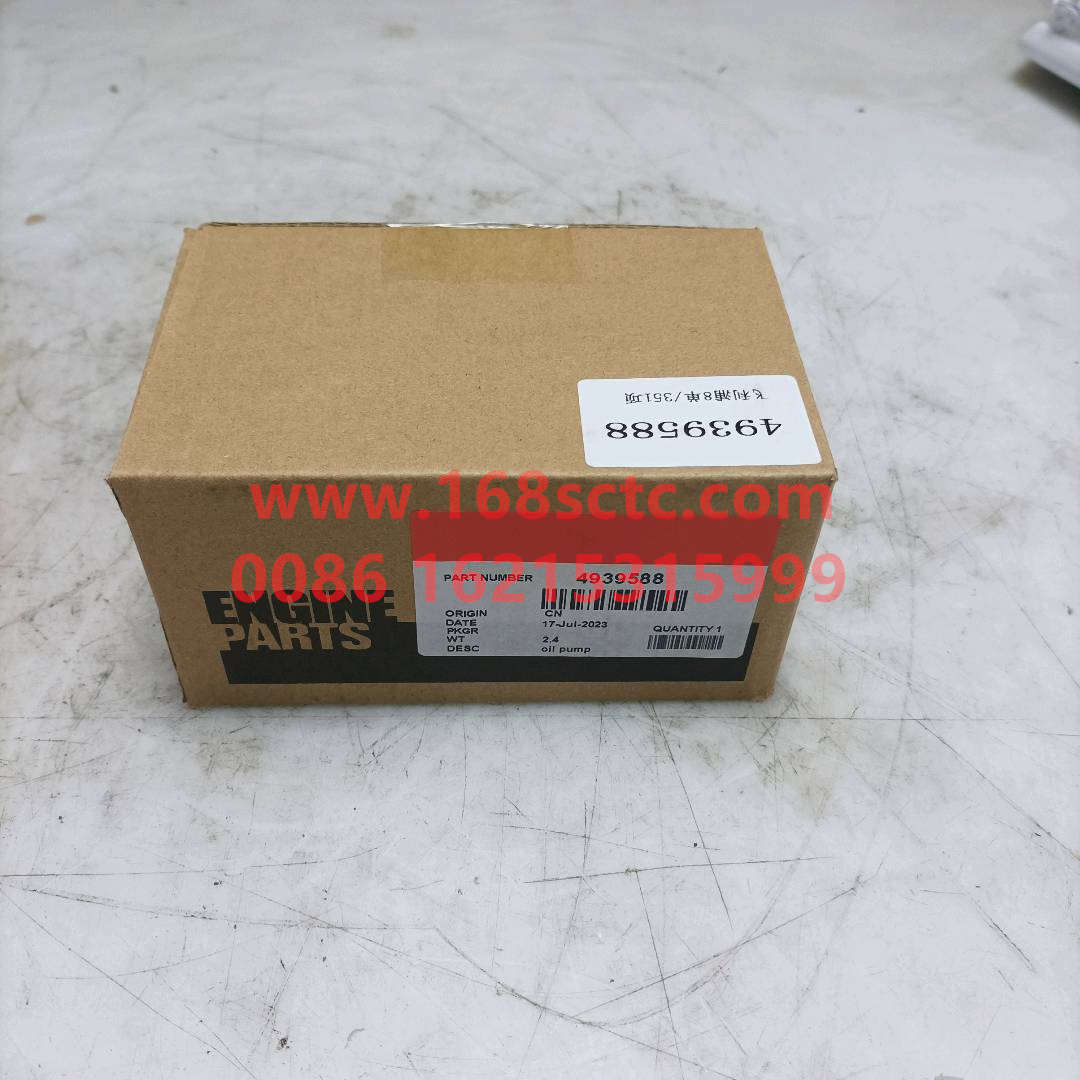 飞利浦8单/351项
4939588
www.168sctc.com
0086 16215315999
ENGINE
PARTS
PART NUMBER 4939588
ORIGIN CN
DATE 17-Jul-2023
PKGR
WT 2.4
DESC oil pump
QUANTITY 1